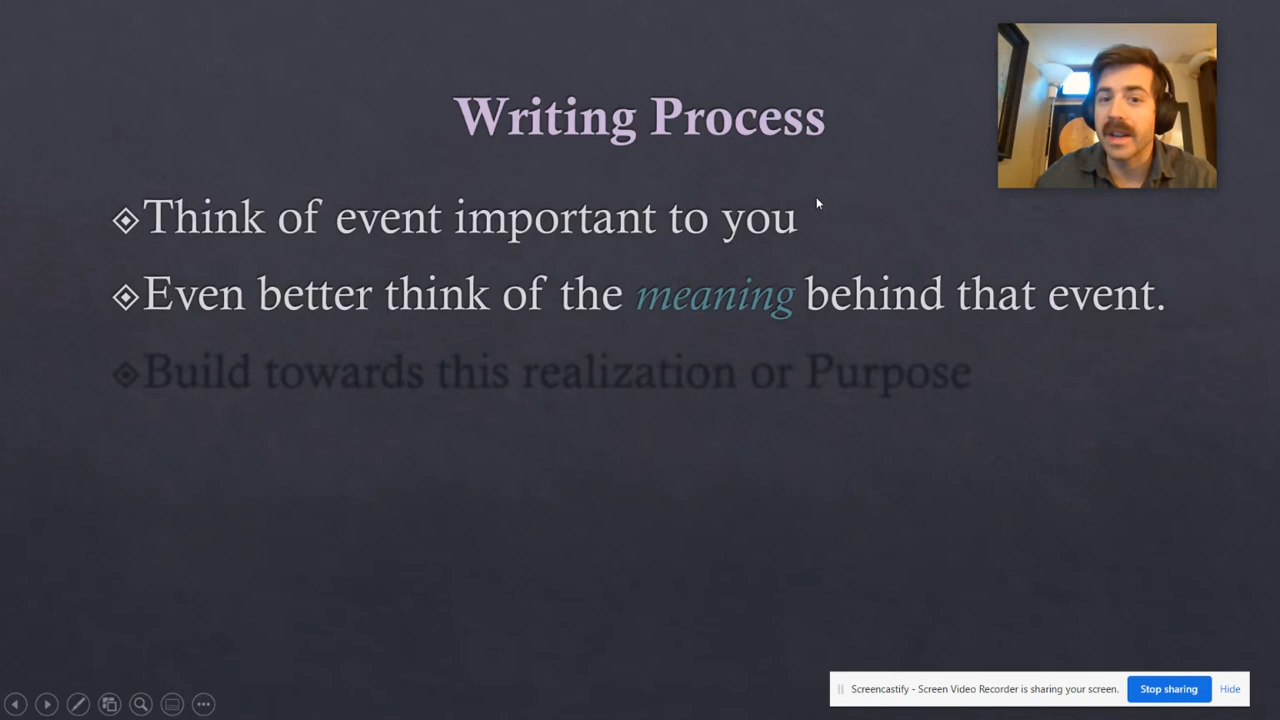 Writing Process
Think of event important to you
Even better think of the meaning behind that event.
Build towards this realization or Purpose
Screencastify - Screen Video Recorder is sharing your screen.
Stop sharing
Hide